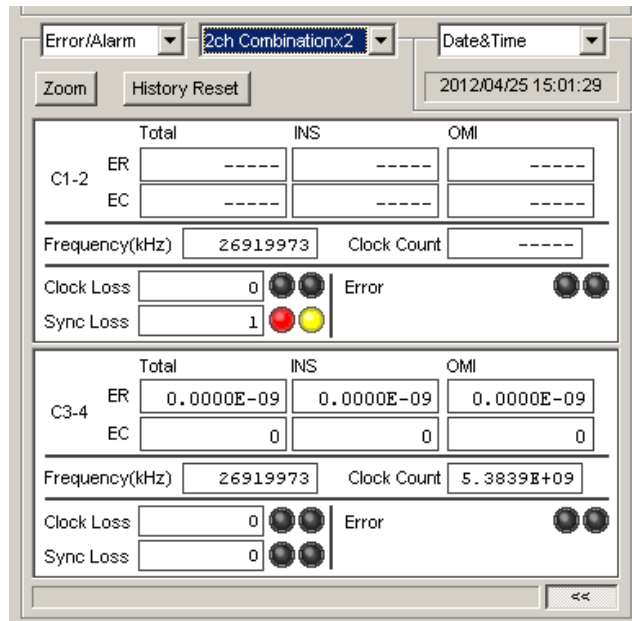 Error/Alarm 2ch Combinationx2 Date&Time
Zoom History Reset 2012/04/25 15:01:29
Total INS OMI
C1-2 ER ----- ----- -----
EC ----- ----- -----
Frequency(kHz) 26919973 Clock Count -----
Clock Loss 0 Error
Sync Loss 1
Total INS OMI
C3-4 ER 0.0000E-09 0.0000E-09 0.0000E-09
EC 0 0 0
Frequency(kHz) 26919973 Clock Count 5.3839E+09
Clock Loss 0 Error
Sync Loss 0
<<